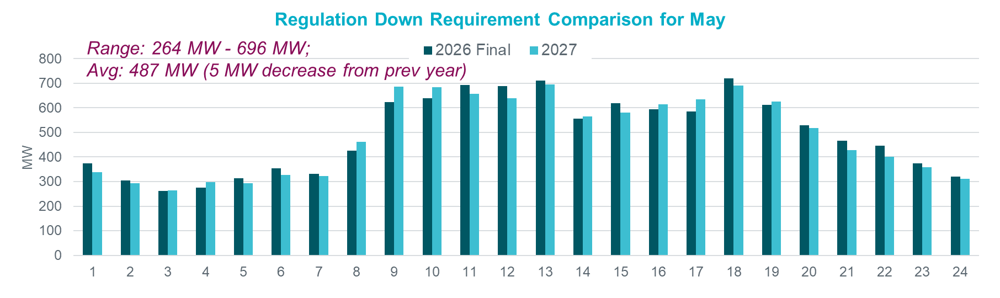 Regulation Down Requirement Comparison for May
Range: 264 MW - 696 MW;
Avg: 487 MW (5 MW decrease from prev year)
2026 Final
2027
MW
800
700
600
500
400
300
200
100
0
1 2 3 4 5 6 7 8 9 10 11 12 13 14 15 16 17 18 19 20 21 22 23 24